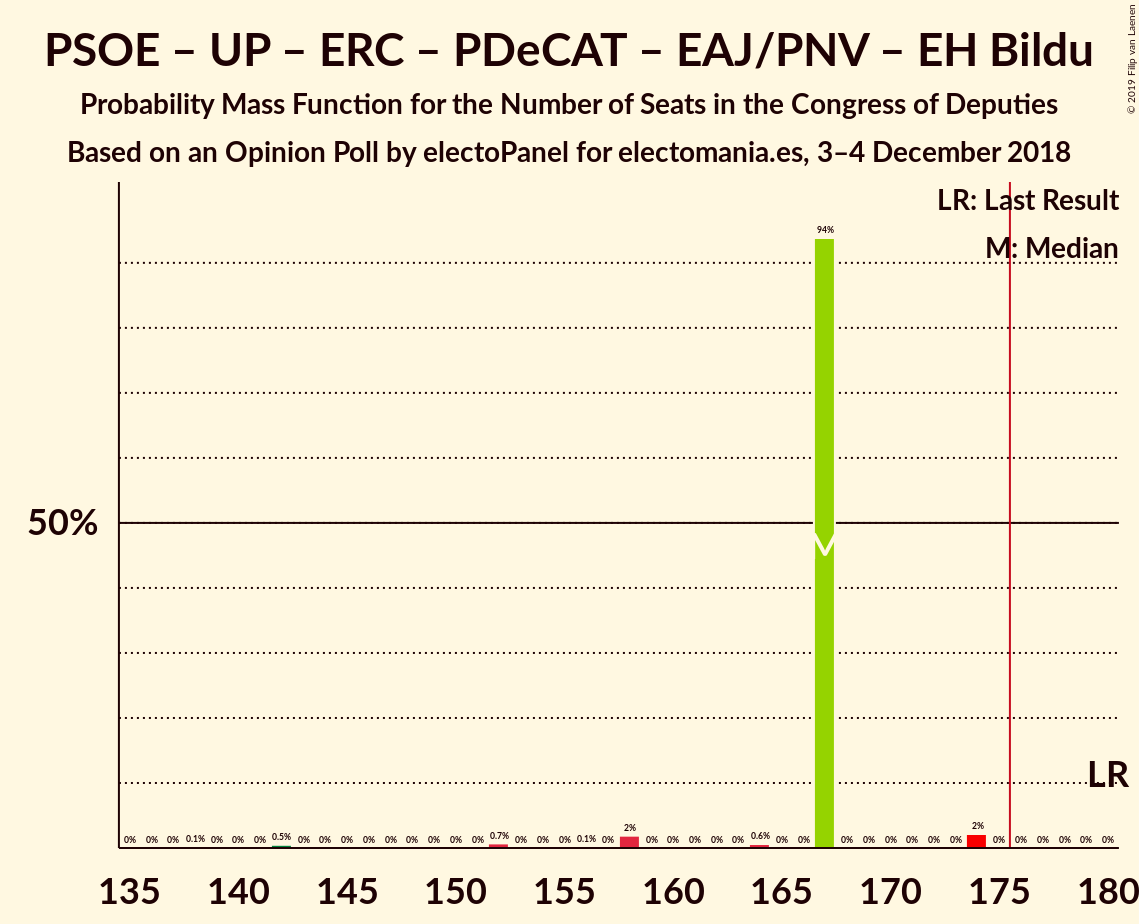 PSOE – UP – ERC – PDeCAT – EAJ/PNV – EH Bildu
Probability Mass Function for the Number of Seats in the Congress of Deputies
Based on an Opinion Poll by electoPanel for electomania.es, 3–4 December 2018
© 2019 Filip van Laenen
LR: Last Result
M: Median
94%
50%
LR
0% 0% 0% 0.1% 0% 0% 0% 0.5% 0% 0% 0% 0% 0% 0% 0% 0% 0% 0.7% 0% 0% 0% 0.1% 0% 2% 0% 0% 0% 0% 0% 0.6% 0% 0% 0% 0% 0% 0% 0% 0% 2% 0% 0% 0% 0% 0% 0%
135 140 145 150 155 160 165 170 175 180